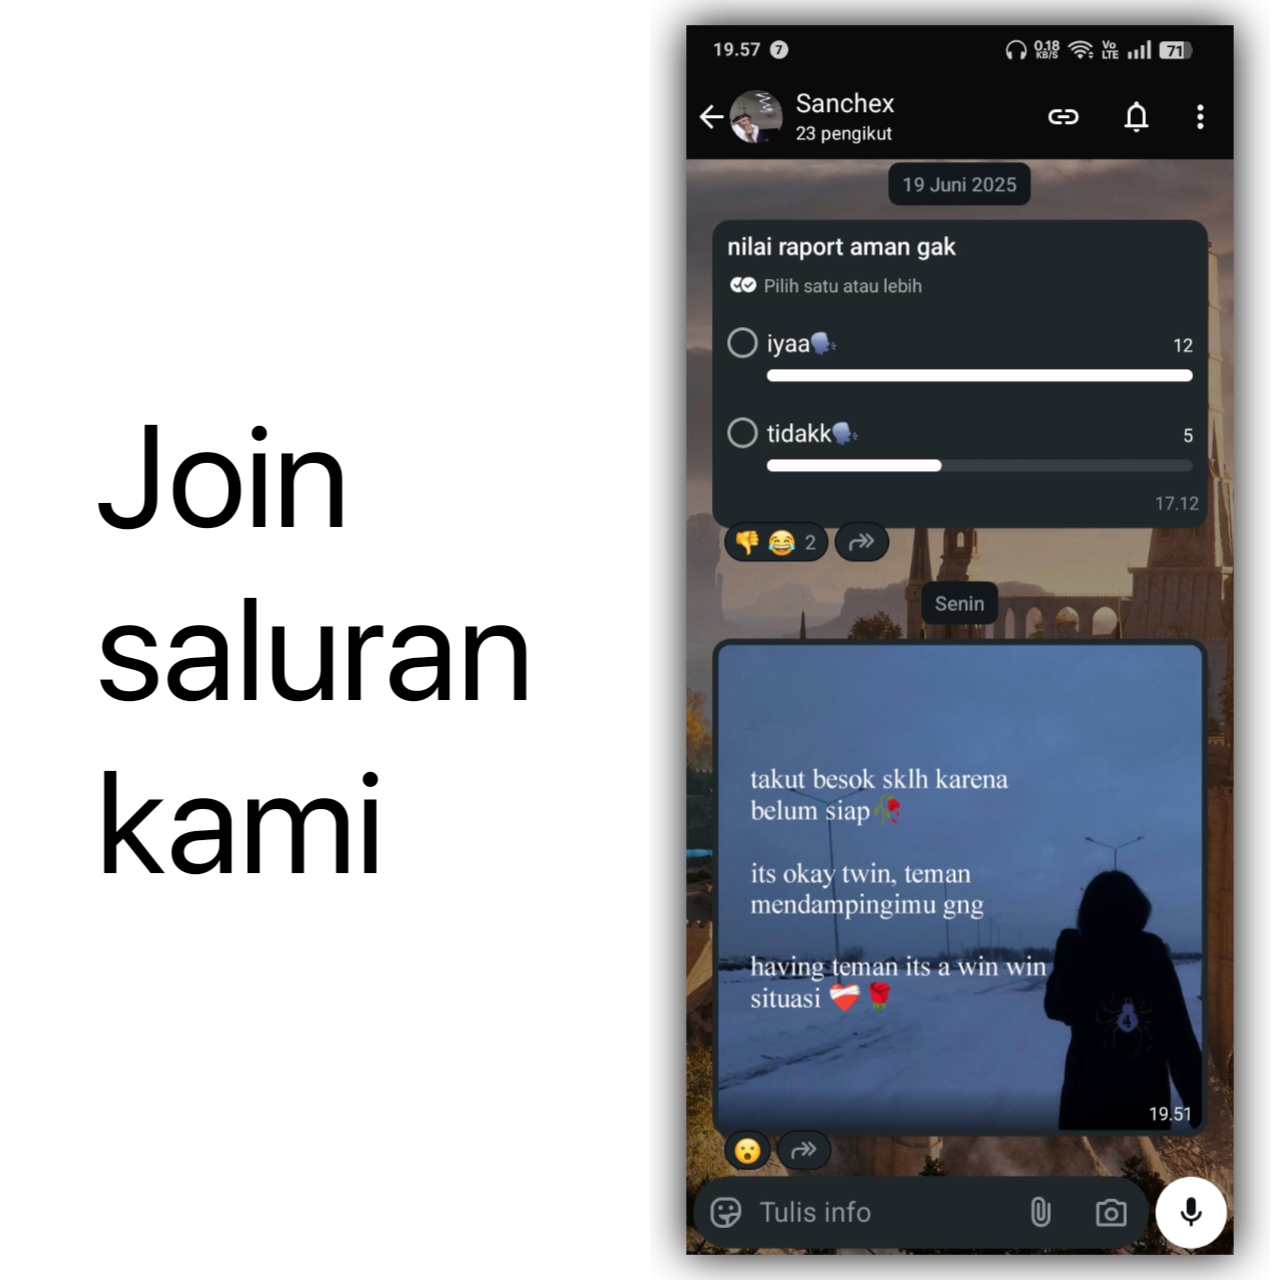 Join
saluran
kami
19.57 7
0.18 KB/S Vo LTE 71
Sanchex
23 pengikut
19 Juni 2025
nilai raport aman gak
Pilih satu atau lebih
iyaa🗣️ 12
tidakk🗣️ 5
17.12
👎 😂 2
Senin
takut besok sklh karena
belum siap🥀
its okay twin, teman
mendampingimu gng
having teman its a win win
situasi ❤️‍🩹🌹
4
19.51
😮
Tulis info